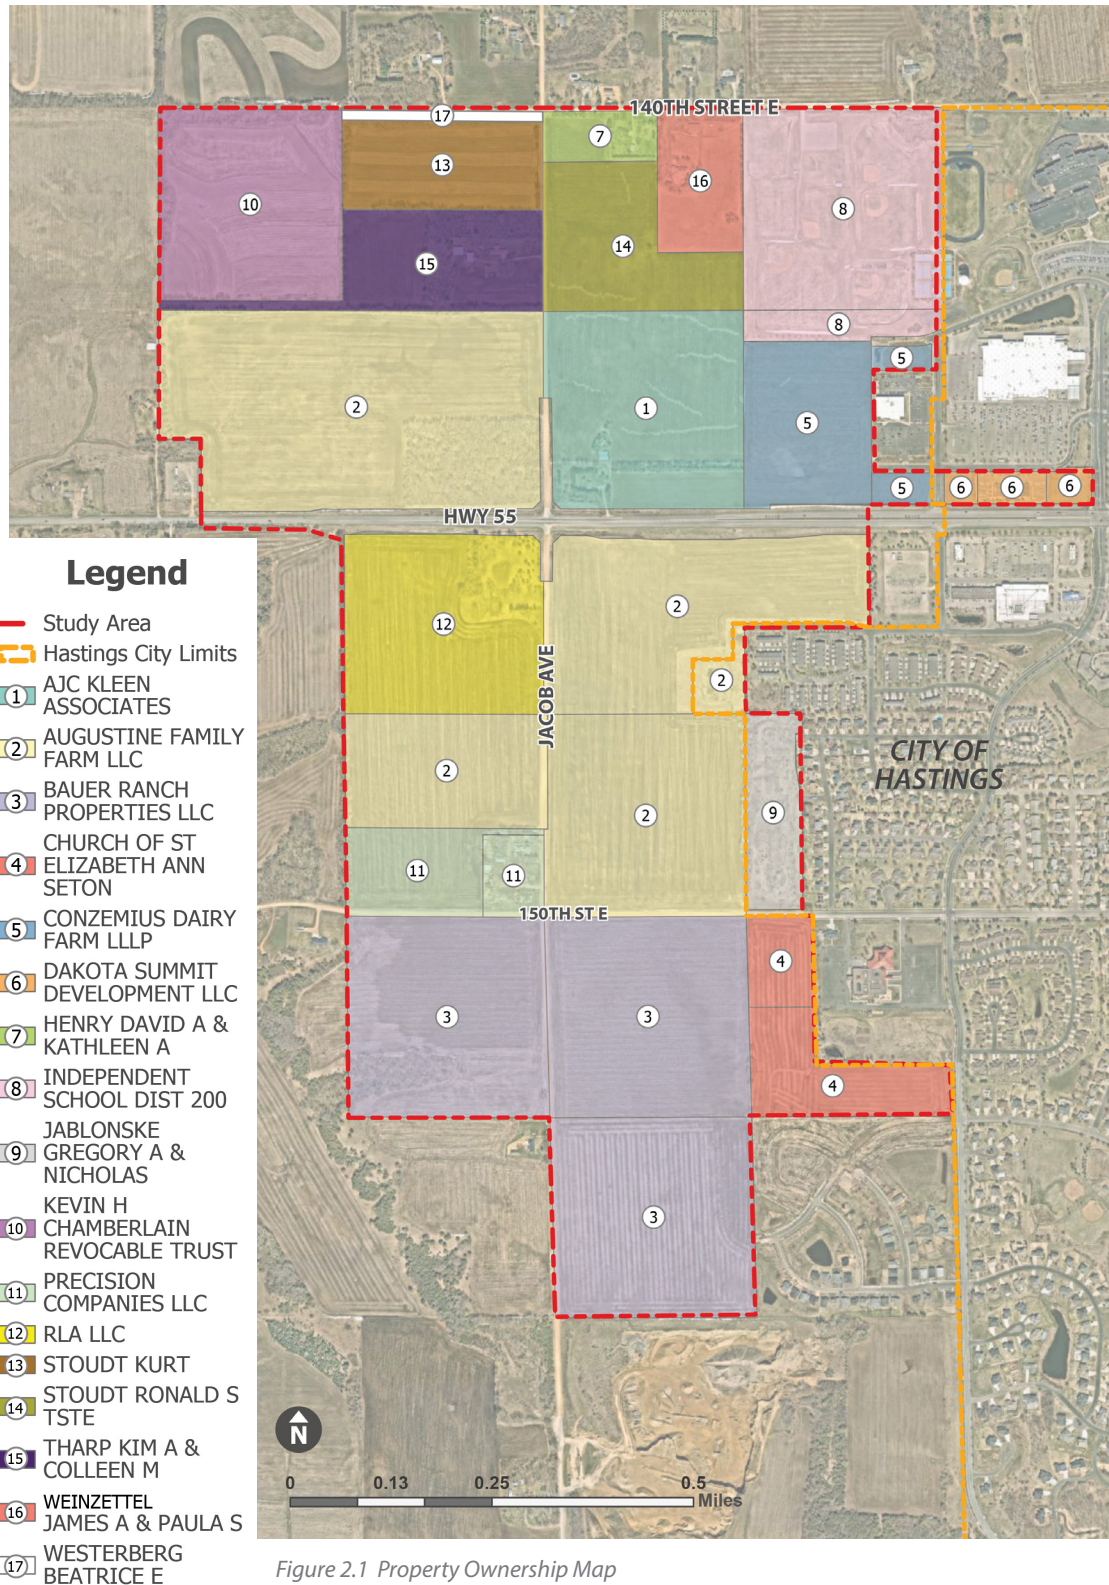 140TH STREET E
17
7
13
16
10
8
14
15
8
5
2
1
5
5
6
6
6
HWY 55
2
12
2
JACOB AVE
CITY OF
HASTINGS
2
2
9
11
11
150TH ST E
4
3
3
4
3
Legend
Study Area
Hastings City Limits
1 AJC KLEEN
ASSOCIATES
2 AUGUSTINE FAMILY
FARM LLC
3 BAUER RANCH
PROPERTIES LLC
CHURCH OF ST
4 ELIZABETH ANN
SETON
5 CONZEMIUS DAIRY
FARM LLLP
6 DAKOTA SUMMIT
DEVELOPMENT LLC
7 HENRY DAVID A &
KATHLEEN A
8 INDEPENDENT
SCHOOL DIST 200
JABLONSKE
9 GREGORY A &
NICHOLAS
KEVIN H
10 CHAMBERLAIN
REVOCABLE TRUST
11 PRECISION
COMPANIES LLC
12 RLA LLC
13 STOUDT KURT
14 STOUDT RONALD S
TSTE
15 THARP KIM A &
COLLEEN M
16 WEINZETTEL
JAMES A & PAULA S
17 WESTERBERG
BEATRICE E
N
0 0.13 0.25 0.5
Miles
Figure 2.1 Property Ownership Map